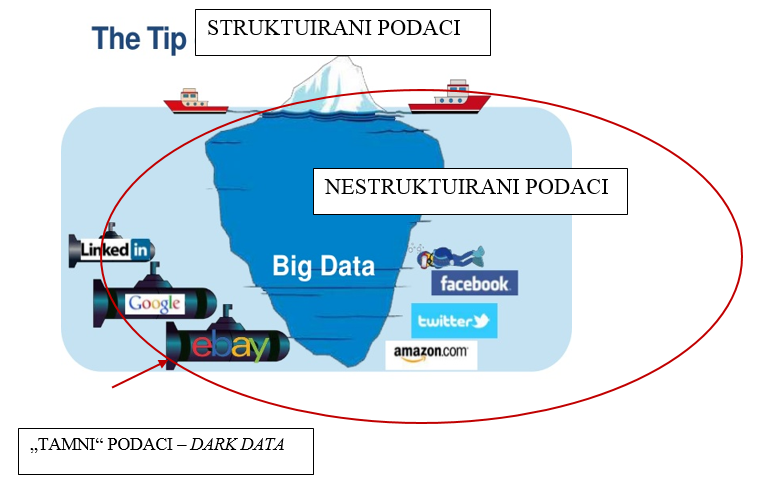 The Tip
STRUKTUIRANI PODACI
NESTRUKTUIRANI PODACI
Linked in
Big Data
facebook
Google
twitter
ebay
amazon.com
„TAMNI“ PODACI – DARK DATA